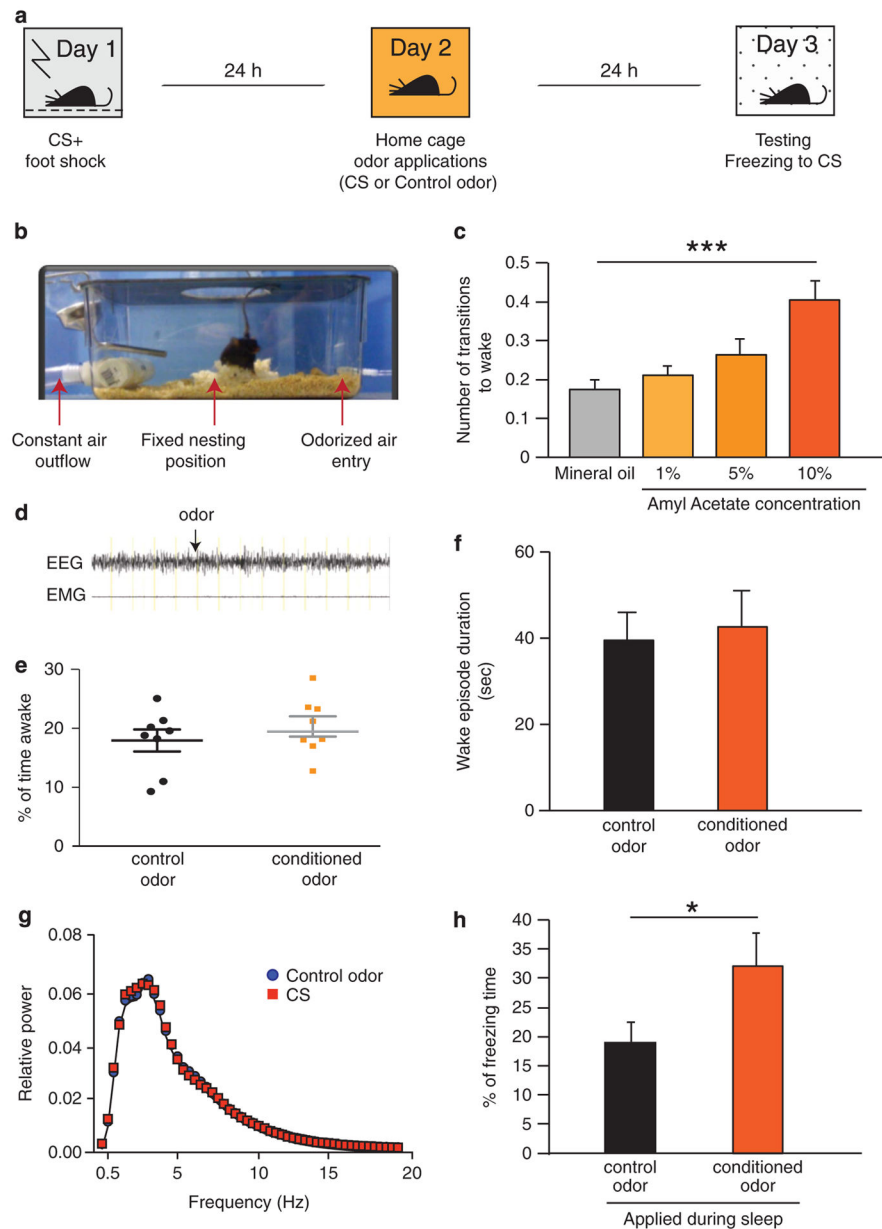 a
Day 1
24 h
Day 2
24 h
Day 3
CS+
foot shock
Home cage
odor applications
(CS or Control odor)
Testing
Freezing to CS
b
Constant air
outflow
Fixed nesting
position
Odorized air
entry
c
***
Number of transitions
to wake
0.5
0.4
0.3
0.2
0.1
0
Mineral oil
1%
5%
10%
Amyl Acetate concentration
d
odor
EEG
EMG
e
% of time awake
30
20
10
0
control
odor
conditioned
odor
f
Wake episode duration
(sec)
60
40
20
0
control
odor
conditioned
odor
g
Relative power
0.08
0.06
0.04
0.02
0.00
Control odor
CS
0.5
5
10
15
20
Frequency (Hz)
h
*
% of freezing time
40
35
30
25
20
15
10
5
0
control
odor
conditioned
odor
Applied during sleep